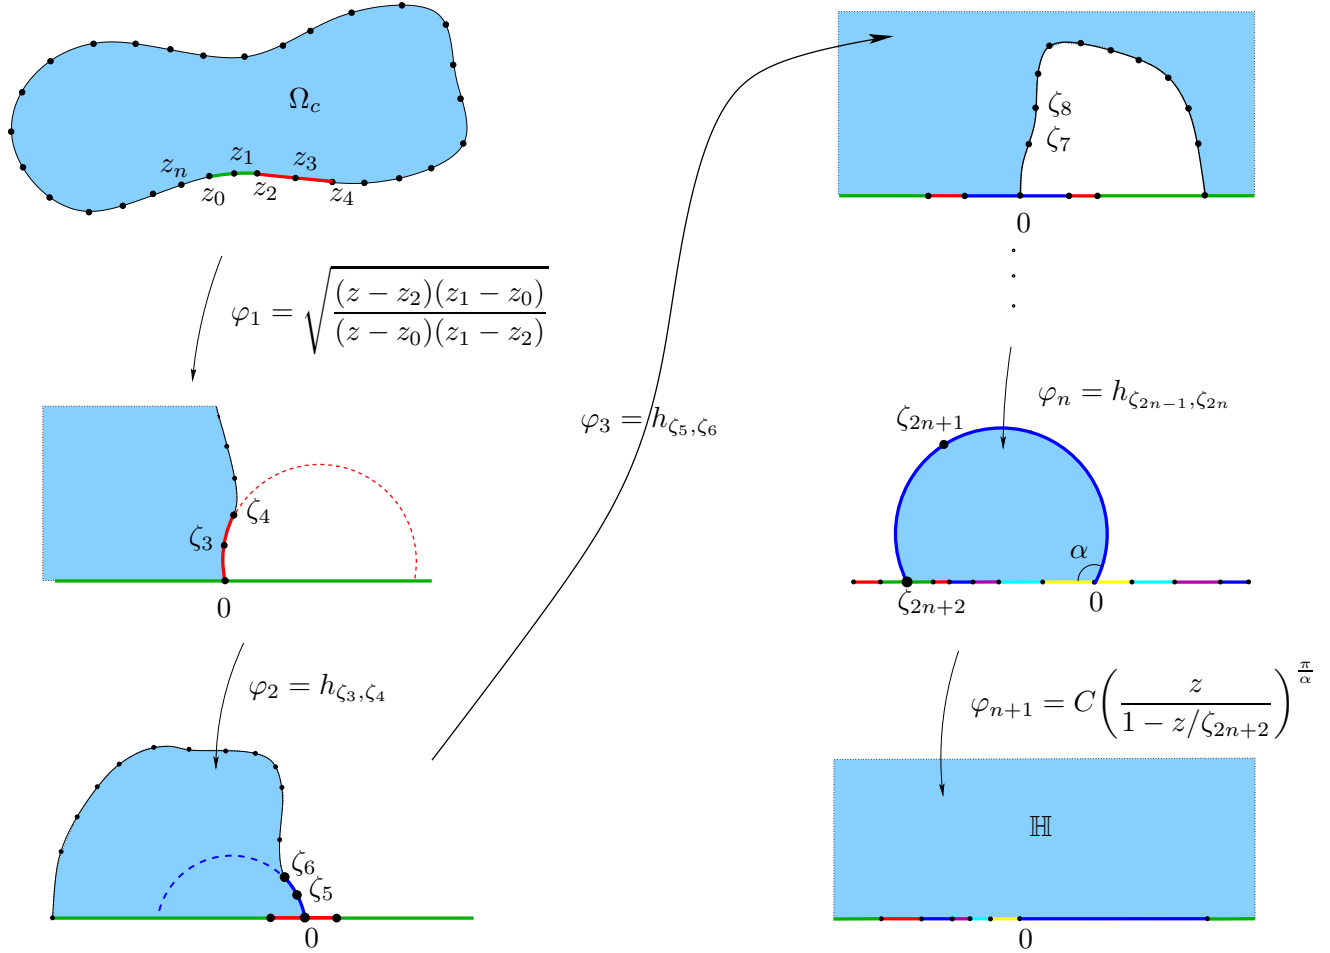 Ω_c
z_n
z_1
z_3
z_0
z_2
z_4
φ_1 = √((z − z_2)(z_1 − z_0) / (z − z_0)(z_1 − z_2))
ζ_4
ζ_3
0
φ_2 = h_{ζ_3,ζ_4}
ζ_6
ζ_5
0
φ_3 = h_{ζ_5,ζ_6}
ζ_8
ζ_7
0
φ_n = h_{ζ_{2n−1},ζ_{2n}}
ζ_{2n+1}
α
ζ_{2n+2}
0
φ_{n+1} = C(z / (1 − z/ζ_{2n+2}))^{π/α}
ℍ
0